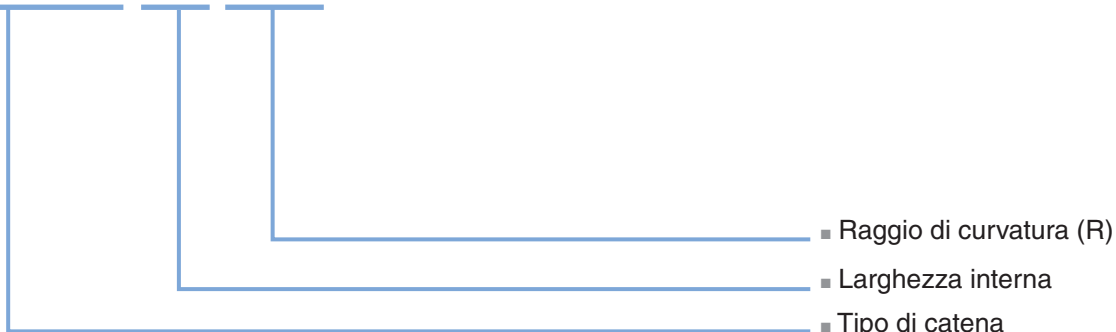 Raggio di curvatura (R)
Larghezza interna
Tipo di catena